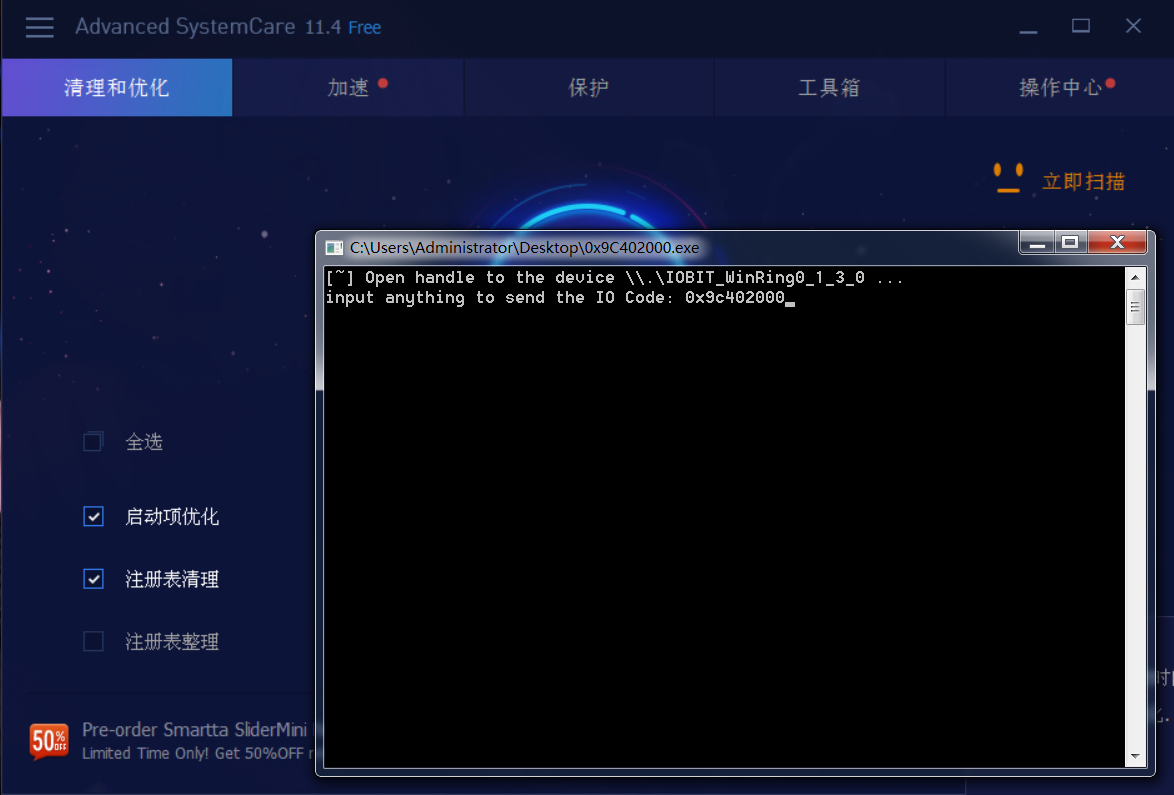 Advanced SystemCare 11.4 Free
清理和优化
加速
保护
工具箱
操作中心
立即扫描
C:\Users\Administrator\Desktop\0x9C402000.exe
[~] Open handle to the device \\.\IOBIT_WinRing0_1_3_0 ...
input anything to send the IO Code: 0x9c402000_
全选
启动项优化
注册表清理
注册表整理
50% OFF
Pre-order Smartta SliderMini
Limited Time Only! Get 50%OFF